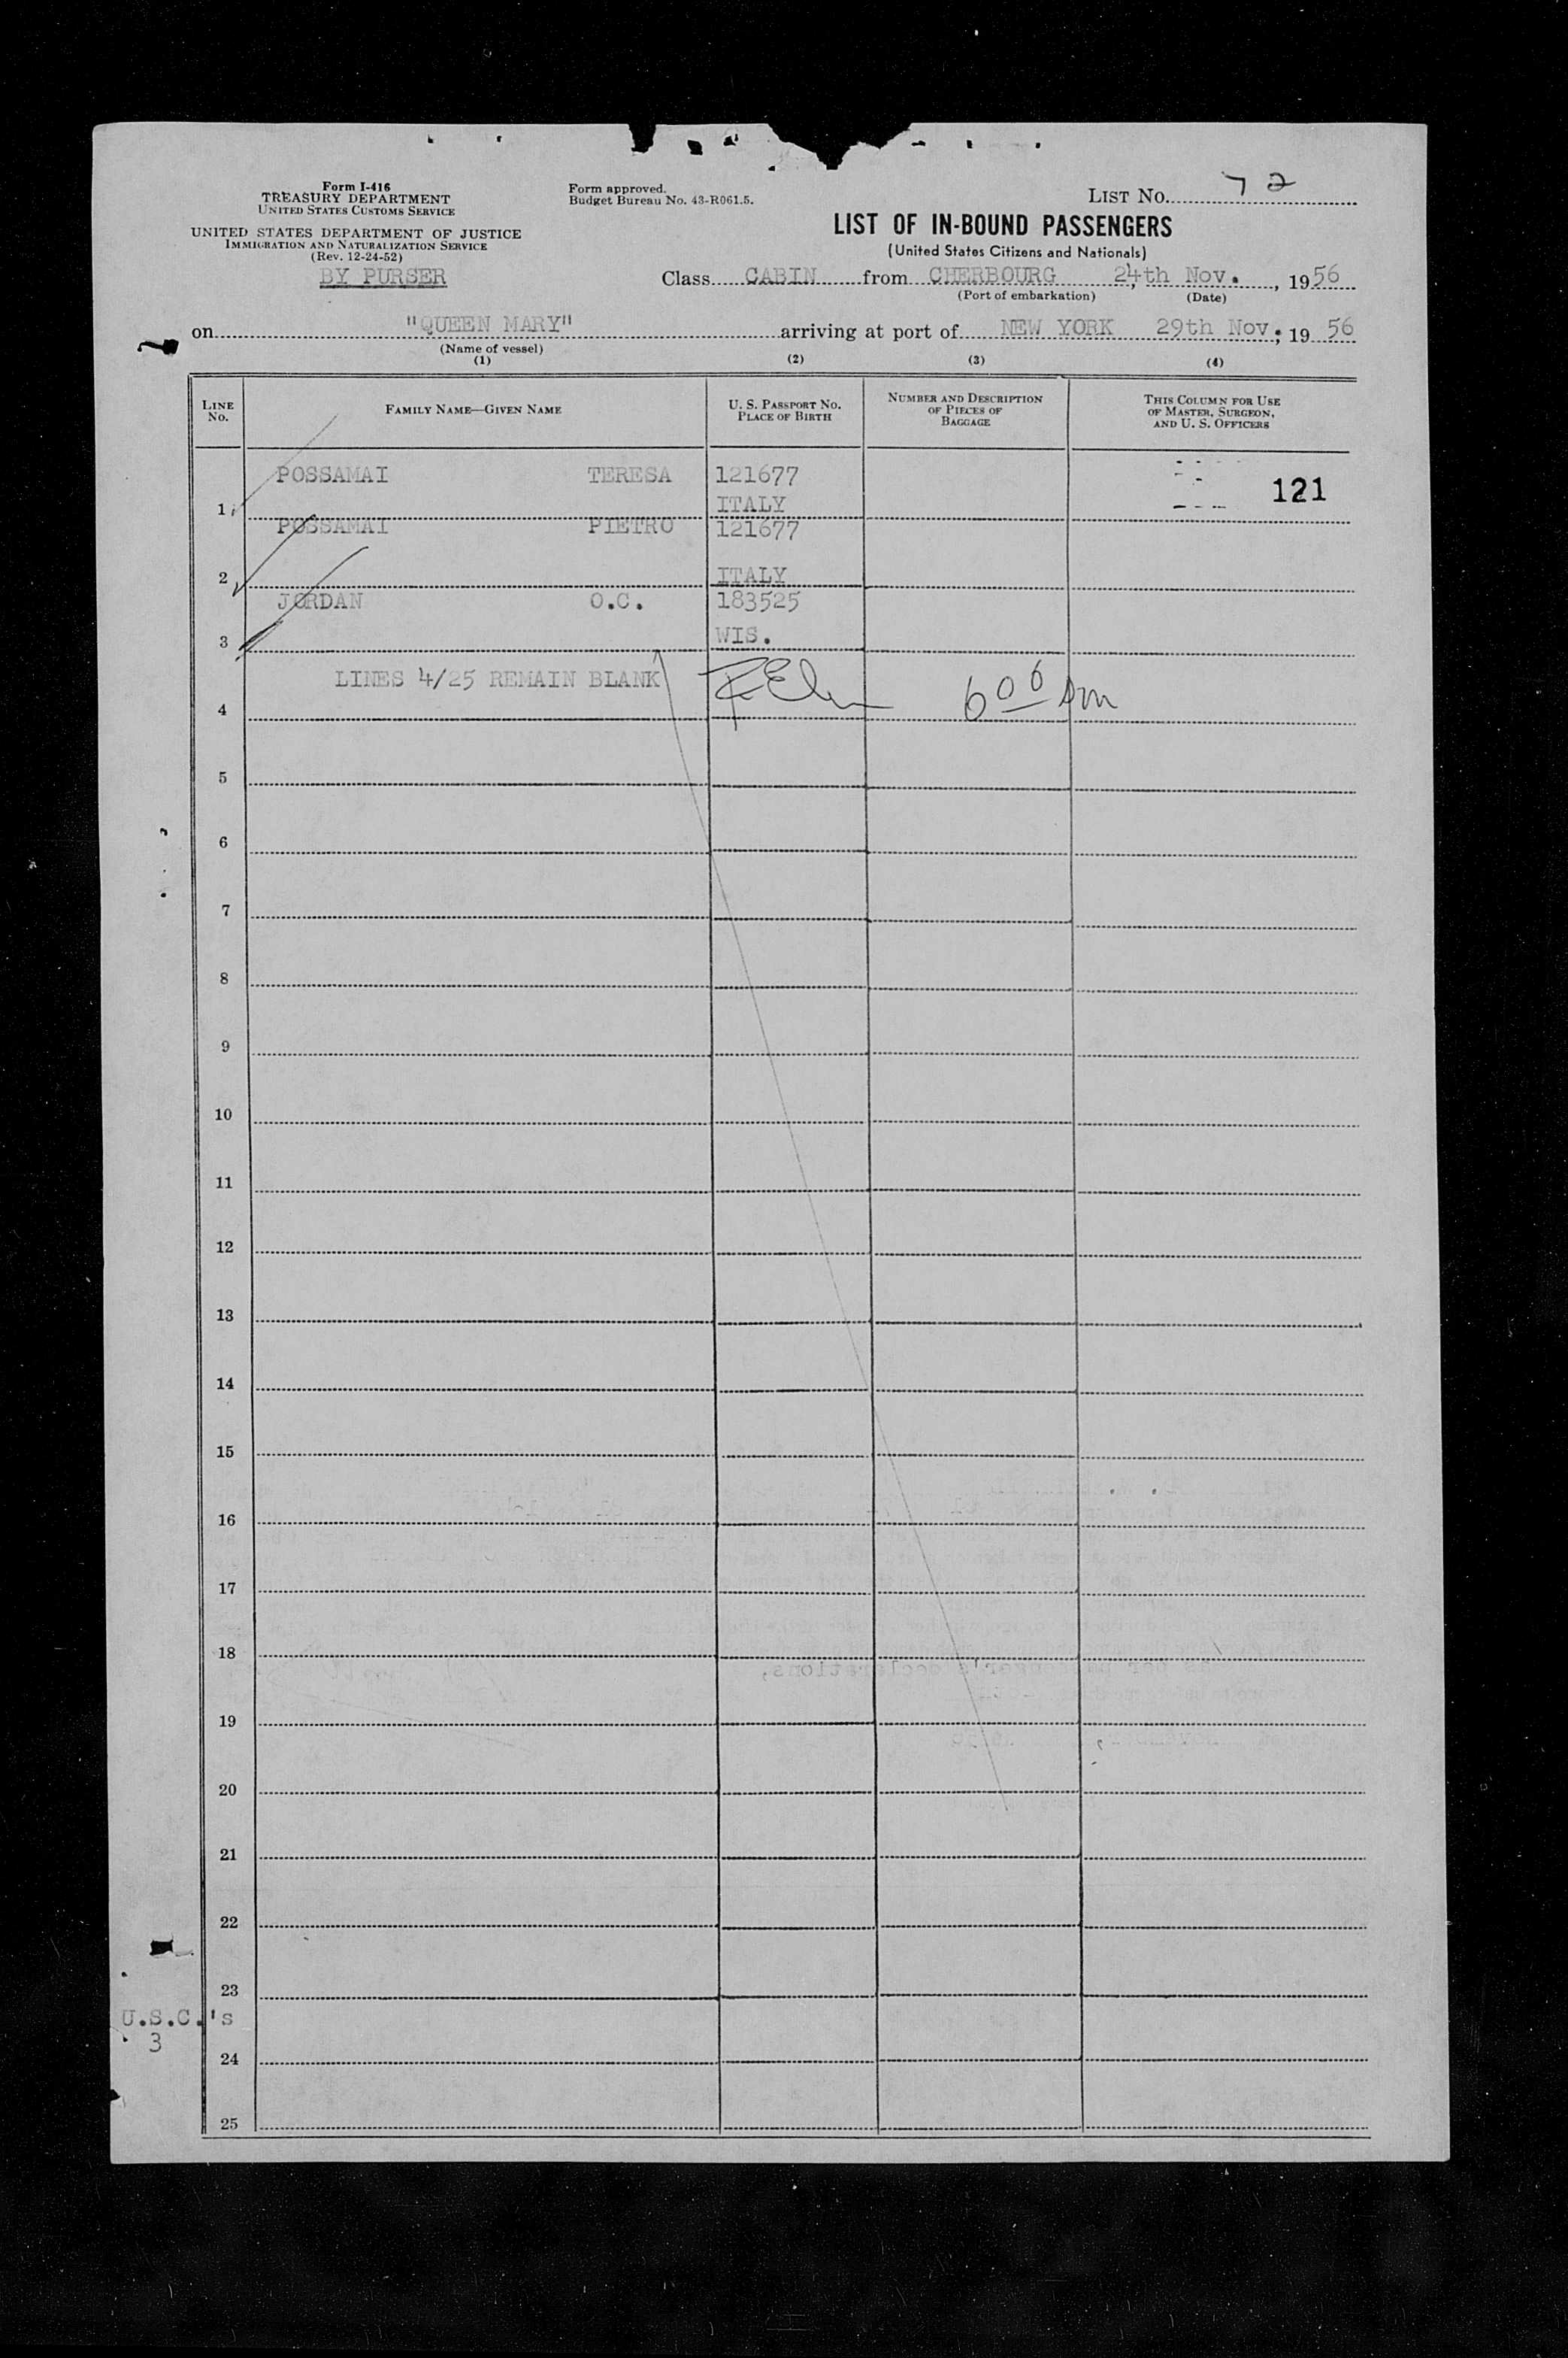 Form I-416
TREASURY DEPARTMENT
UNITED STATES CUSTOMS SERVICE
UNITED STATES DEPARTMENT OF JUSTICE
IMMIGRATION AND NATURALIZATION SERVICE
(Rev. 12-24-52)
BY PURSER
Form approved.
Budget Bureau No. 43-R061.5.
LIST NO. 72
LIST OF IN-BOUND PASSENGERS
(United States Citizens and Nationals)
Class CABIN from CHERBOURG 24th Nov. , 1956
(Port of embarkation) (Date)
on "QUEEN MARY" arriving at port of NEW YORK 29th Nov. , 19 56
(Name of vessel)
(1) (2) (3) (4)
LINE NO. FAMILY NAME—GIVEN NAME U. S. PASSPORT NO. PLACE OF BIRTH NUMBER AND DESCRIPTION OF PIECES OF BAGGAGE THIS COLUMN FOR USE OF MASTER, SURGEON, AND U. S. OFFICERS
POSSAMAI TERESA 121677
1 ITALY 121
POSSAMAI PIETRO 121677
2 ITALY
JORDAN O.C. 183525
3 WIS.
LINES 4/25 REMAIN BLANK
4
5
6
7
8
9
10
11
12
13
14
15
16
17
18
as per passenger's declarations,
19
20
21
22
23
U.S.C.'s
3
24
25